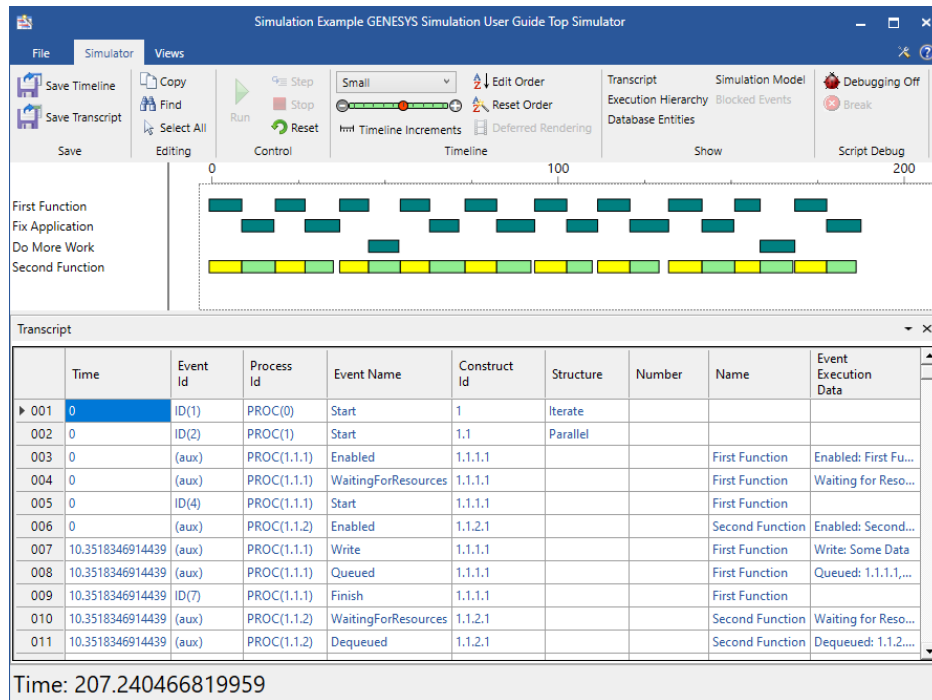 Simulation Example GENESYS Simulation User Guide Top Simulator
File Simulator Views
Save Timeline
Save Transcript
Save
Copy
Find
Select All
Editing
Run
Step
Stop
Reset
Control
Small
Timeline Increments
Edit Order
Reset Order
Deferred Rendering
Timeline
Transcript
Execution Hierarchy
Database Entities
Simulation Model
Blocked Events
Show
Debugging Off
Break
Script Debug
0 100 200
First Function
Fix Application
Do More Work
Second Function
Transcript
Time Event Id Process Id Event Name Construct Id Structure Number Name Event Execution Data
001 0 ID(1) PROC(0) Start 1 Iterate
002 0 ID(2) PROC(1) Start 1.1 Parallel
003 0 (aux) PROC(1.1.1) Enabled 1.1.1.1 First Function Enabled: First Fu...
004 0 (aux) PROC(1.1.1) WaitingForResources 1.1.1.1 First Function Waiting for Reso...
005 0 ID(4) PROC(1.1.1) Start 1.1.1.1 First Function
006 0 (aux) PROC(1.1.2) Enabled 1.1.2.1 Second Function Enabled: Second...
007 10.3518346914439 (aux) PROC(1.1.1) Write 1.1.1.1 First Function Write: Some Data
008 10.3518346914439 (aux) PROC(1.1.1) Queued 1.1.1.1 First Function Queued: 1.1.1.1,...
009 10.3518346914439 ID(7) PROC(1.1.1) Finish 1.1.1.1 First Function
010 10.3518346914439 (aux) PROC(1.1.2) WaitingForResources 1.1.2.1 Second Function Waiting for Reso...
011 10.3518346914439 (aux) PROC(1.1.2) Dequeued 1.1.2.1 Second Function Dequeued: 1.1.2....
Time: 207.240466819959